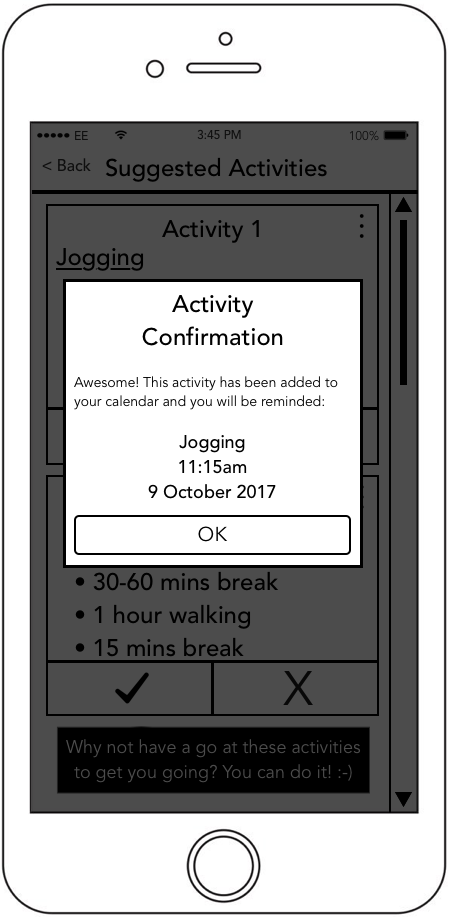 EE 3:45 PM 100%
< Back Suggested Activities
Activity 1
Jogging
Activity
Confirmation
Awesome! This activity has been added to
your calendar and you will be reminded:
Jogging
11:15am
9 October 2017
OK
• 30-60 mins break
• 1 hour walking
• 15 mins break
X
Why not have a go at these activities
to get you going? You can do it! :-)